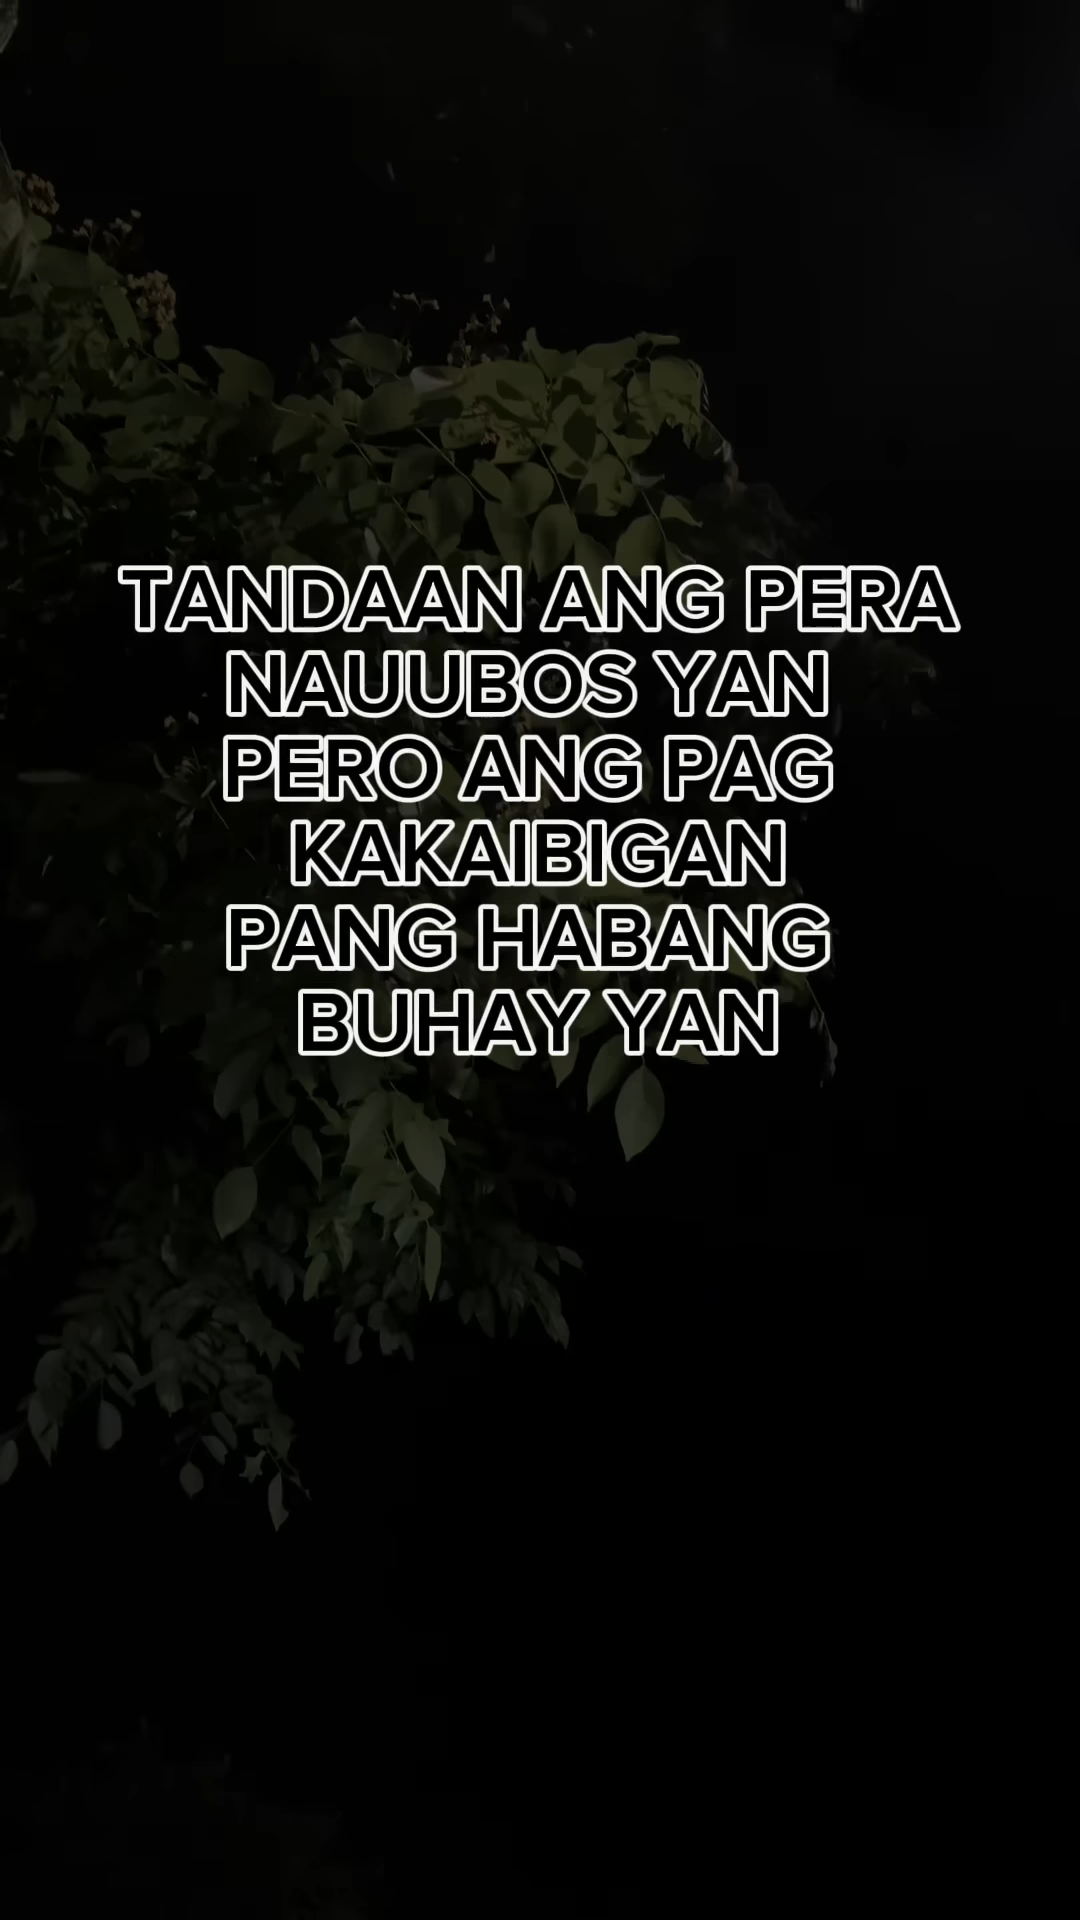 TANDAAN ANG PERA
NAUUBOS YAN
PERO ANG PAG
KAKAIBIGAN
PANG HABANG
BUHAY YAN